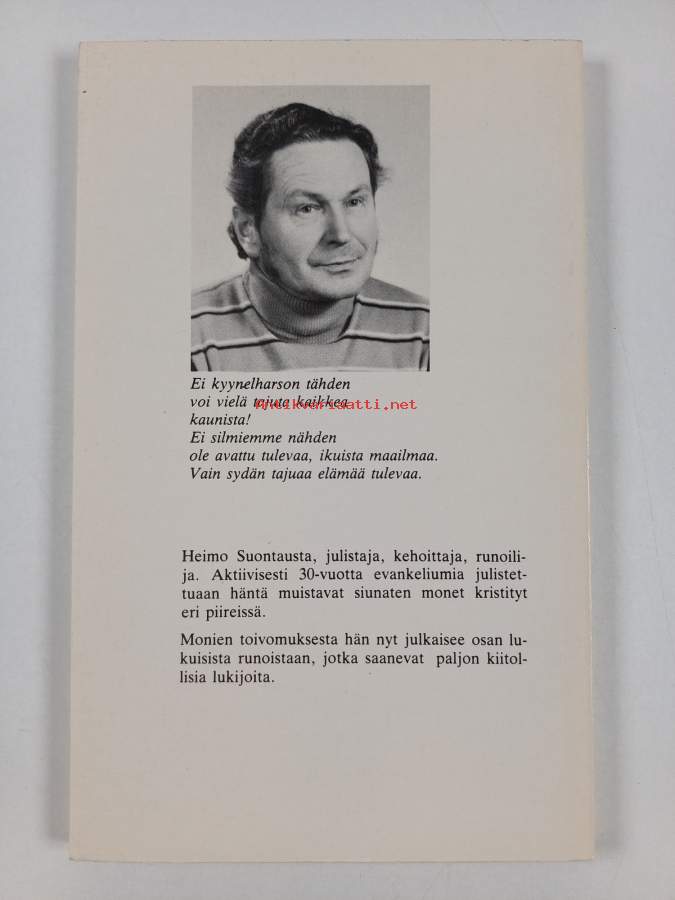 Ei kyynelharson tähden
voi vielä tajuta kaikkea
Antikvariaatti.net
kaunista!
Ei silmiemme nähden
ole avattu tulevaa, ikuista maailmaa.
Vain sydän tajuaa elämää tulevaa.
Heimo Suontausta, julistaja, kehoittaja, runoili-
ja. Aktiivisesti 30-vuotta evankeliumia julistet-
tuaan häntä muistavat siunaten monet kristityt
eri piireissä.
Monien toivomuksesta hän nyt julkaisee osan lu-
kuisista runoistaan, jotka saanevat paljon kiitol-
lisia lukijoita.